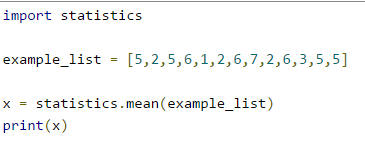 import statistics
example_list = [5,2,5,6,1,2,6,7,2,6,3,5,5]
x = statistics.mean(example_list)
print(x)